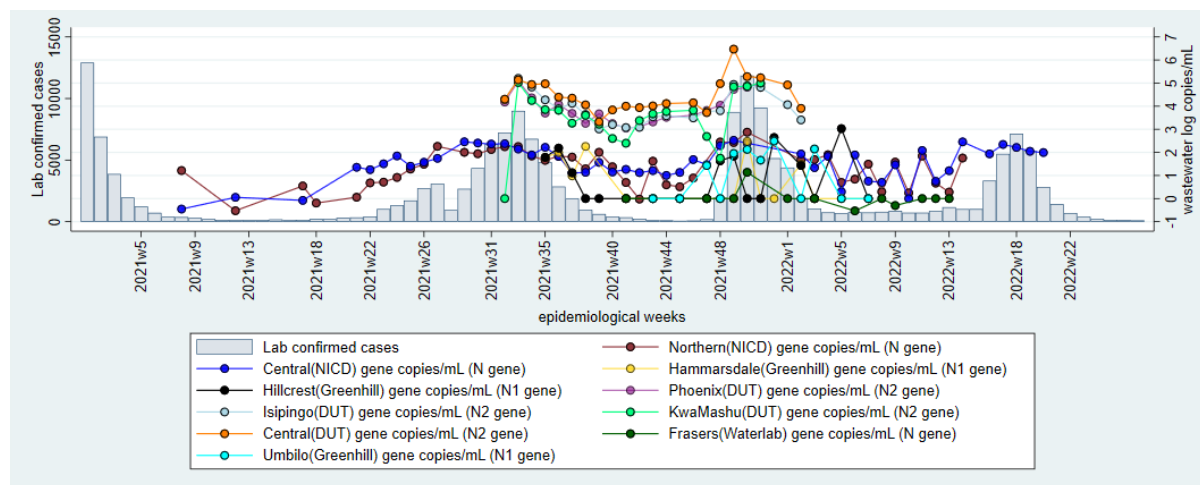 Lab confirmed cases
15000
10000
5000
0
7
6
5
4
3
2
1
0
-1
wastewater log copies/mL
2021w5
2021w9
2021w13
2021w18
2021w22
2021w26
2021w31
2021w35
2021w40
2021w44
2021w48
2022w1
2022w5
2022w9
2022w13
2022w18
2022w22
epidemiological weeks
Lab confirmed cases
Northern(NICD) gene copies/mL (N gene)
Central(NICD) gene copies/mL (N gene)
Hammarsdale(Greenhill) gene copies/mL (N1 gene)
Hillcrest(Greenhill) gene copies/mL (N1 gene)
Phoenix(DUT) gene copies/mL (N2 gene)
Isipingo(DUT) gene copies/mL (N2 gene)
KwaMashu(DUT) gene copies/mL (N2 gene)
Central(DUT) gene copies/mL (N2 gene)
Frasers(Waterlab) gene copies/mL (N gene)
Umbilo(Greenhill) gene copies/mL (N1 gene)